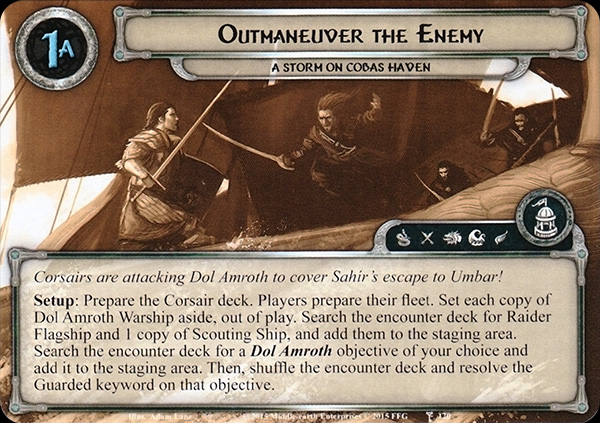 1A
Outmaneuver the Enemy
A Storm on Cobas Haven
Corsairs are attacking Dol Amroth to cover Sahír's escape to Umbar!
Setup: Prepare the Corsair deck. Players prepare their fleet. Set each copy of
Dol Amroth Warship aside, out of play. Search the encounter deck for Raider
Flagship and 1 copy of Scouting Ship, and add them to the staging area.
Search the encounter deck for a Dol Amroth objective of your choice and
add it to the staging area. Then, shuffle the encounter deck and resolve the
Guarded keyword on that objective.
Illus. Adam Lane © 2015 Middle-earth Enterprises © 2015 FFG 120